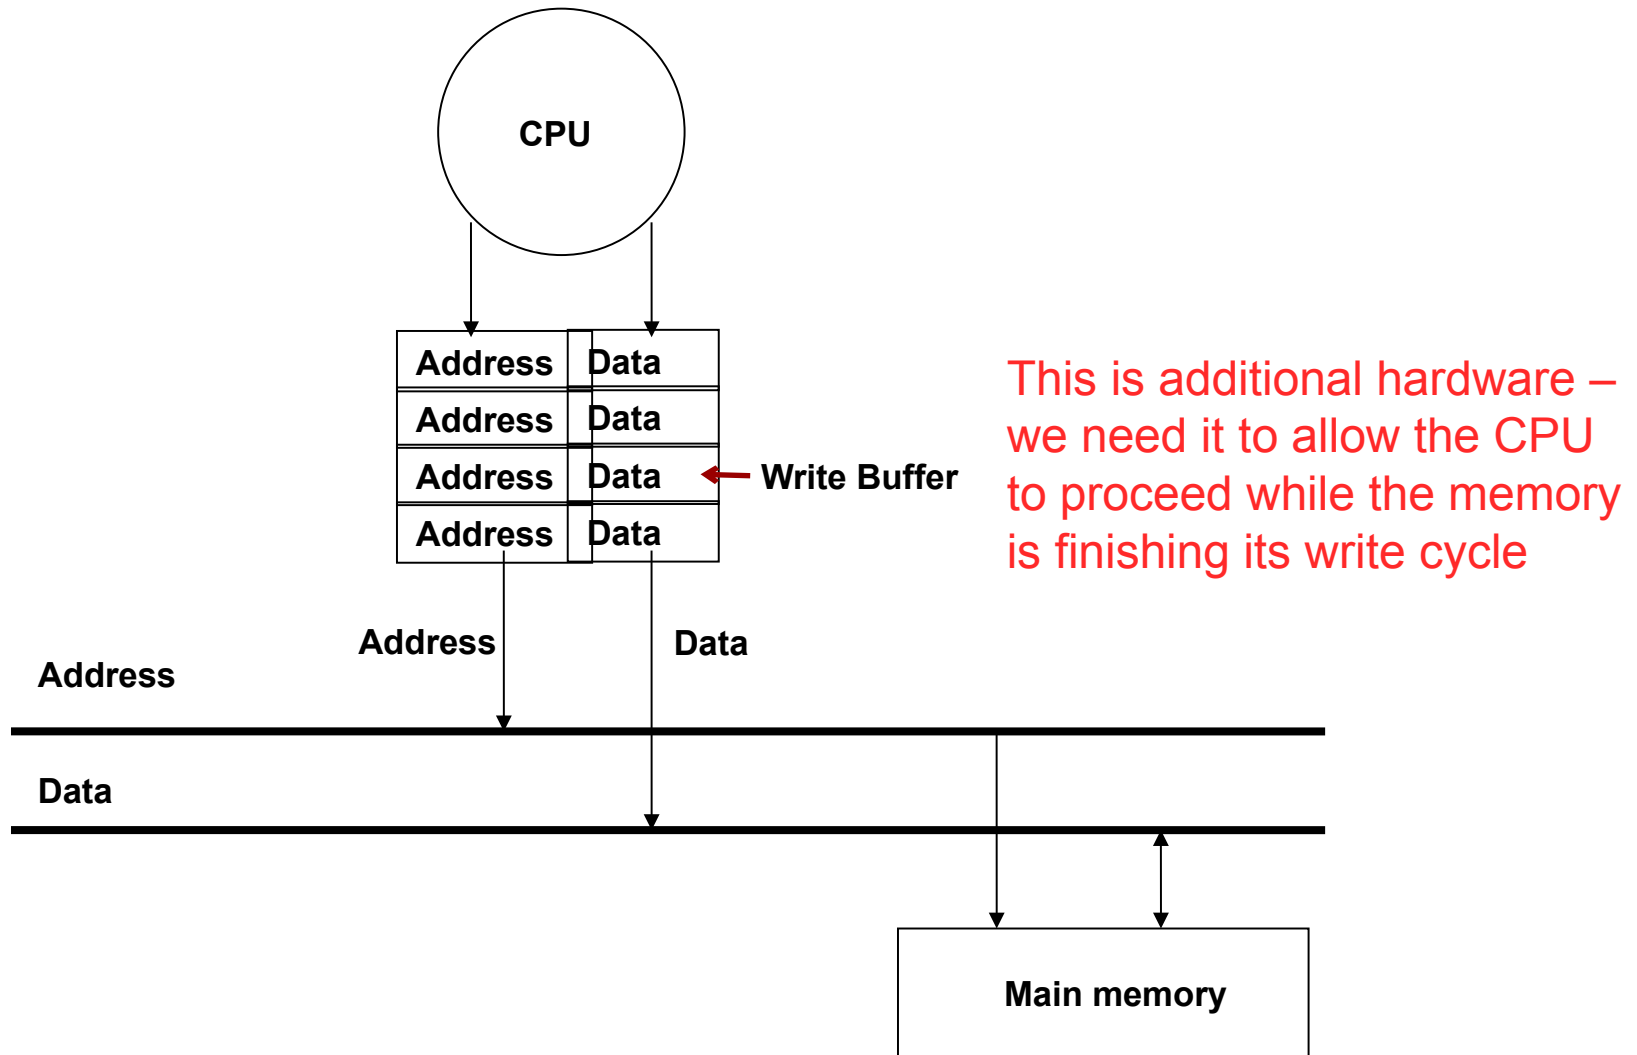 CPU
Address Data
Address Data
Address Data
Write Buffer
Address Data
This is additional hardware –
we need it to allow the CPU
to proceed while the memory
is finishing its write cycle
Address
Data
Address
Data
Main memory